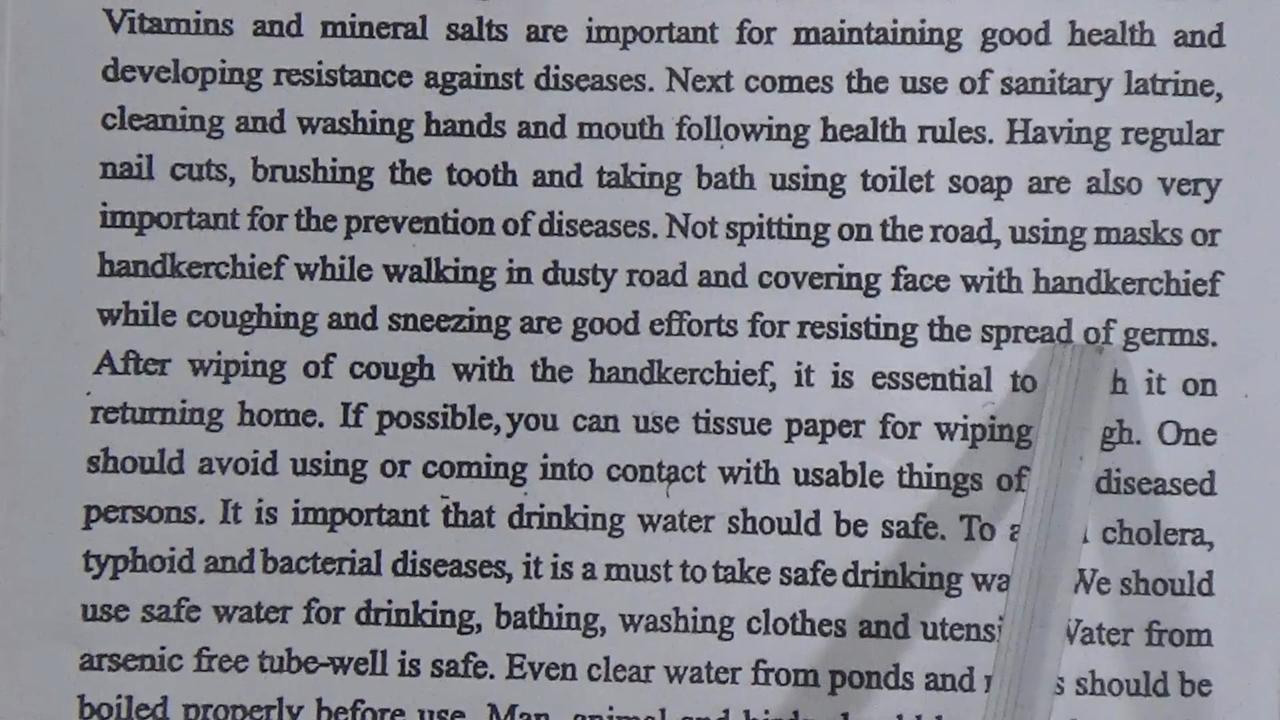 Vitamins and mineral salts are important for maintaining good health and
developing resistance against diseases. Next comes the use of sanitary latrine,
cleaning and washing hands and mouth following health rules. Having regular
nail cuts, brushing the tooth and taking bath using toilet soap are also very
important for the prevention of diseases. Not spitting on the road, using masks or
handkerchief while walking in dusty road and covering face with handkerchief
while coughing and sneezing are good efforts for resisting the spread of germs.
After wiping of cough with the handkerchief, it is essential to it on
returning home. If possible, you can use tissue paper for wiping One
should avoid using or coming into contact with usable things of diseased
persons. It is important that drinking water should be safe. To cholera,
typhoid and bacterial diseases, it is a must to take safe drinking We should
use safe water for drinking, bathing, washing clothes and Water from
arsenic free tube-well is safe. Even clear water from ponds and should be
boiled properly before use. Man, animal and